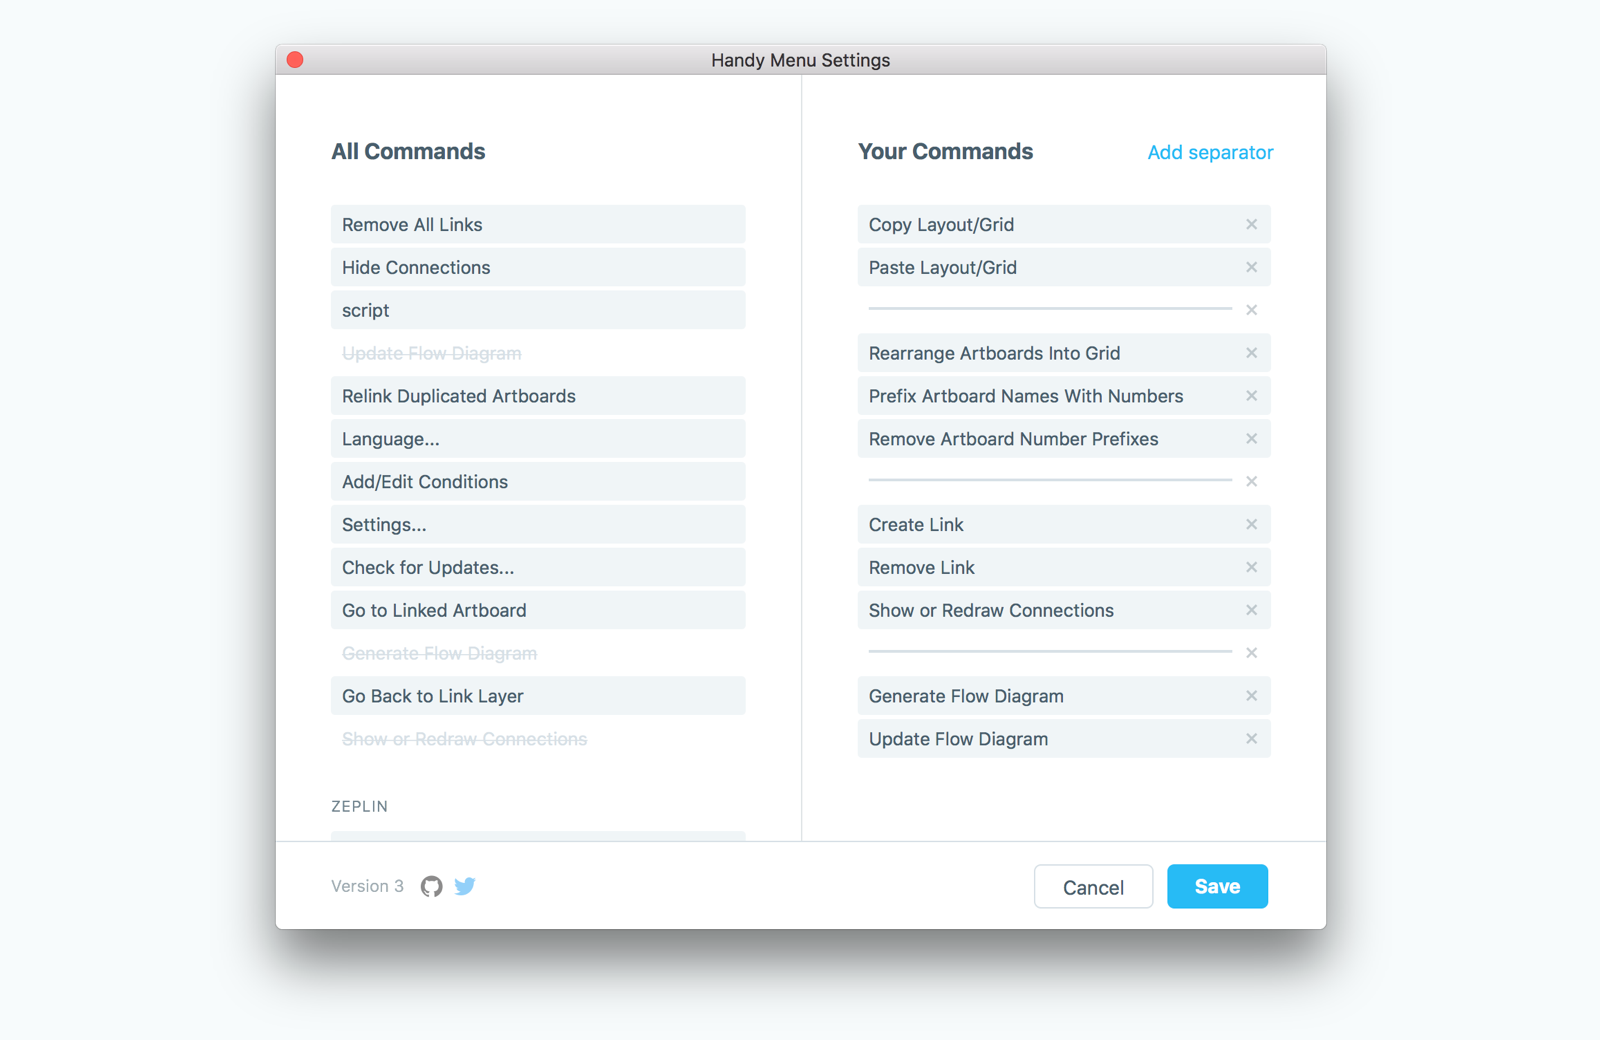 Handy Menu Settings
All Commands
Remove All Links
Hide Connections
script
Update Flow Diagram
Relink Duplicated Artboards
Language...
Add/Edit Conditions
Settings...
Check for Updates...
Go to Linked Artboard
Generate Flow Diagram
Go Back to Link Layer
Show or Redraw Connections
ZEPLIN
Your Commands
Add separator
Copy Layout/Grid
Paste Layout/Grid
Rearrange Artboards Into Grid
Prefix Artboard Names With Numbers
Remove Artboard Number Prefixes
Create Link
Remove Link
Show or Redraw Connections
Generate Flow Diagram
Update Flow Diagram
Version 3
Cancel
Save